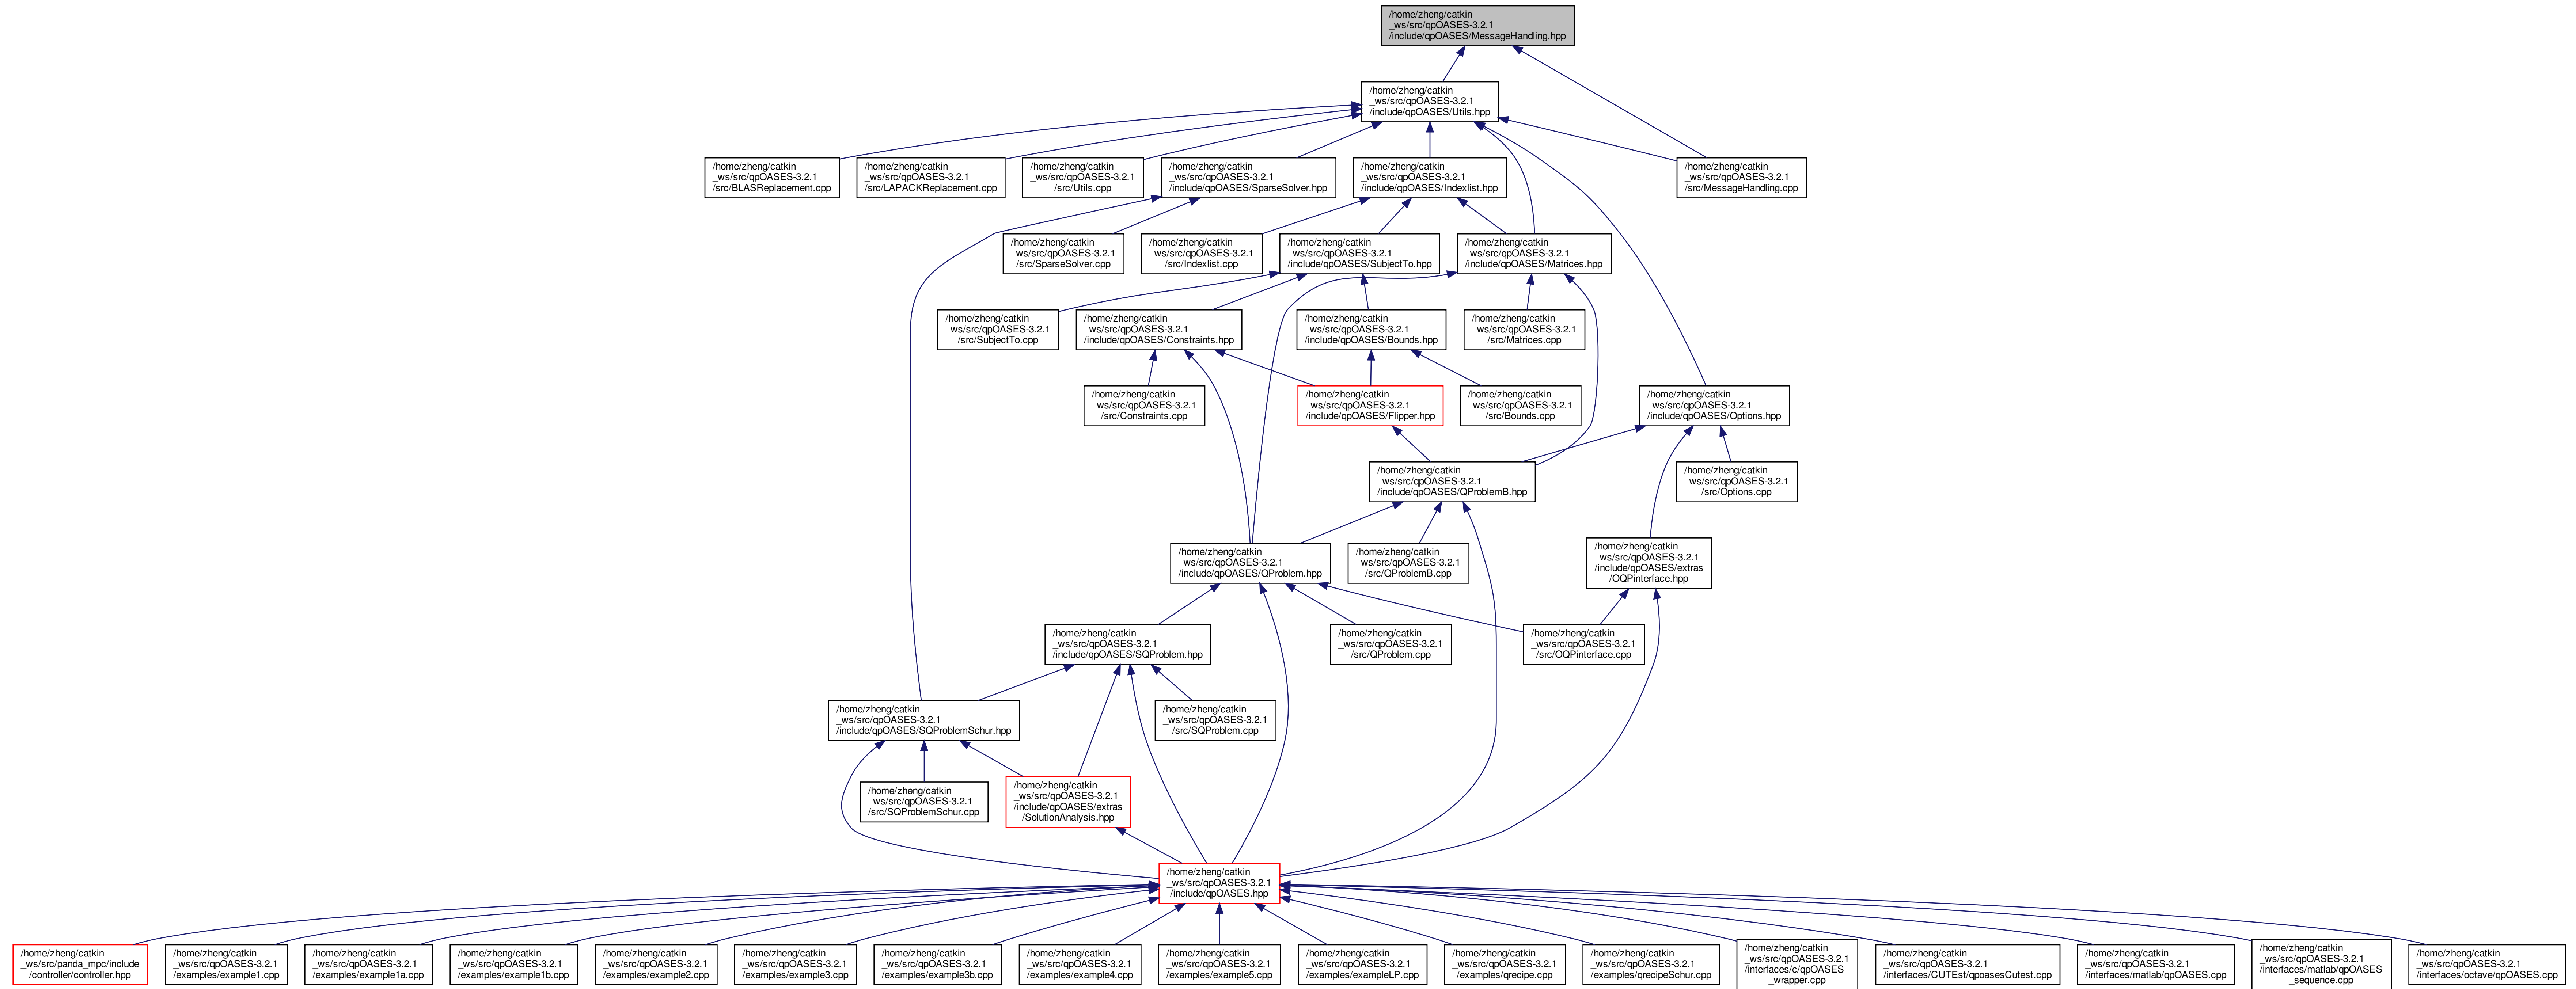 /home/zheng/catkin
_ws/src/qpOASES-3.2.1
/include/qpOASES/MessageHandling.hpp
/home/zheng/catkin
_ws/src/qpOASES-3.2.1
/include/qpOASES/Utils.hpp
/home/zheng/catkin
_ws/src/qpOASES-3.2.1
/src/BLASReplacement.cpp
/home/zheng/catkin
_ws/src/qpOASES-3.2.1
/src/LAPACKReplacement.cpp
/home/zheng/catkin
_ws/src/qpOASES-3.2.1
/src/Utils.cpp
/home/zheng/catkin
_ws/src/qpOASES-3.2.1
/include/qpOASES/SparseSolver.hpp
/home/zheng/catkin
_ws/src/qpOASES-3.2.1
/include/qpOASES/Indexlist.hpp
/home/zheng/catkin
_ws/src/qpOASES-3.2.1
/src/MessageHandling.cpp
/home/zheng/catkin
_ws/src/qpOASES-3.2.1
/src/SparseSolver.cpp
/home/zheng/catkin
_ws/src/qpOASES-3.2.1
/src/Indexlist.cpp
/home/zheng/catkin
_ws/src/qpOASES-3.2.1
/include/qpOASES/SubjectTo.hpp
/home/zheng/catkin
_ws/src/qpOASES-3.2.1
/include/qpOASES/Matrices.hpp
/home/zheng/catkin
_ws/src/qpOASES-3.2.1
/src/SubjectTo.cpp
/home/zheng/catkin
_ws/src/qpOASES-3.2.1
/include/qpOASES/Constraints.hpp
/home/zheng/catkin
_ws/src/qpOASES-3.2.1
/include/qpOASES/Bounds.hpp
/home/zheng/catkin
_ws/src/qpOASES-3.2.1
/src/Matrices.cpp
/home/zheng/catkin
_ws/src/qpOASES-3.2.1
/src/Constraints.cpp
/home/zheng/catkin
_ws/src/qpOASES-3.2.1
/include/qpOASES/Flipper.hpp
/home/zheng/catkin
_ws/src/qpOASES-3.2.1
/src/Bounds.cpp
/home/zheng/catkin
_ws/src/qpOASES-3.2.1
/include/qpOASES/Options.hpp
/home/zheng/catkin
_ws/src/qpOASES-3.2.1
/include/qpOASES/QProblemB.hpp
/home/zheng/catkin
_ws/src/qpOASES-3.2.1
/src/Options.cpp
/home/zheng/catkin
_ws/src/qpOASES-3.2.1
/include/qpOASES/QProblem.hpp
/home/zheng/catkin
_ws/src/qpOASES-3.2.1
/src/QProblemB.cpp
/home/zheng/catkin
_ws/src/qpOASES-3.2.1
/include/qpOASES/extras
/OQPinterface.hpp
/home/zheng/catkin
_ws/src/qpOASES-3.2.1
/include/qpOASES/SQProblem.hpp
/home/zheng/catkin
_ws/src/qpOASES-3.2.1
/src/QProblem.cpp
/home/zheng/catkin
_ws/src/qpOASES-3.2.1
/src/OQPinterface.cpp
/home/zheng/catkin
_ws/src/qpOASES-3.2.1
/include/qpOASES/SQProblemSchur.hpp
/home/zheng/catkin
_ws/src/qpOASES-3.2.1
/src/SQProblem.cpp
/home/zheng/catkin
_ws/src/qpOASES-3.2.1
/src/SQProblemSchur.cpp
/home/zheng/catkin
_ws/src/qpOASES-3.2.1
/include/qpOASES/extras
/SolutionAnalysis.hpp
/home/zheng/catkin
_ws/src/qpOASES-3.2.1
/include/qpOASES.hpp
/home/zheng/catkin
_ws/src/panda_mpc/include
/controller/controller.hpp
/home/zheng/catkin
_ws/src/qpOASES-3.2.1
/examples/example1.cpp
/home/zheng/catkin
_ws/src/qpOASES-3.2.1
/examples/example1a.cpp
/home/zheng/catkin
_ws/src/qpOASES-3.2.1
/examples/example1b.cpp
/home/zheng/catkin
_ws/src/qpOASES-3.2.1
/examples/example2.cpp
/home/zheng/catkin
_ws/src/qpOASES-3.2.1
/examples/example3.cpp
/home/zheng/catkin
_ws/src/qpOASES-3.2.1
/examples/example3b.cpp
/home/zheng/catkin
_ws/src/qpOASES-3.2.1
/examples/example4.cpp
/home/zheng/catkin
_ws/src/qpOASES-3.2.1
/examples/example5.cpp
/home/zheng/catkin
_ws/src/qpOASES-3.2.1
/examples/exampleLP.cpp
/home/zheng/catkin
_ws/src/qpOASES-3.2.1
/examples/qrecipe.cpp
/home/zheng/catkin
_ws/src/qpOASES-3.2.1
/examples/qrecipeSchur.cpp
/home/zheng/catkin
_ws/src/qpOASES-3.2.1
/interfaces/c/qpOASES
_wrapper.cpp
/home/zheng/catkin
_ws/src/qpOASES-3.2.1
/interfaces/CUTEst/qpoasesCutest.cpp
/home/zheng/catkin
_ws/src/qpOASES-3.2.1
/interfaces/matlab/qpOASES.cpp
/home/zheng/catkin
_ws/src/qpOASES-3.2.1
/interfaces/matlab/qpOASES
_sequence.cpp
/home/zheng/catkin
_ws/src/qpOASES-3.2.1
/interfaces/octave/qpOASES.cpp